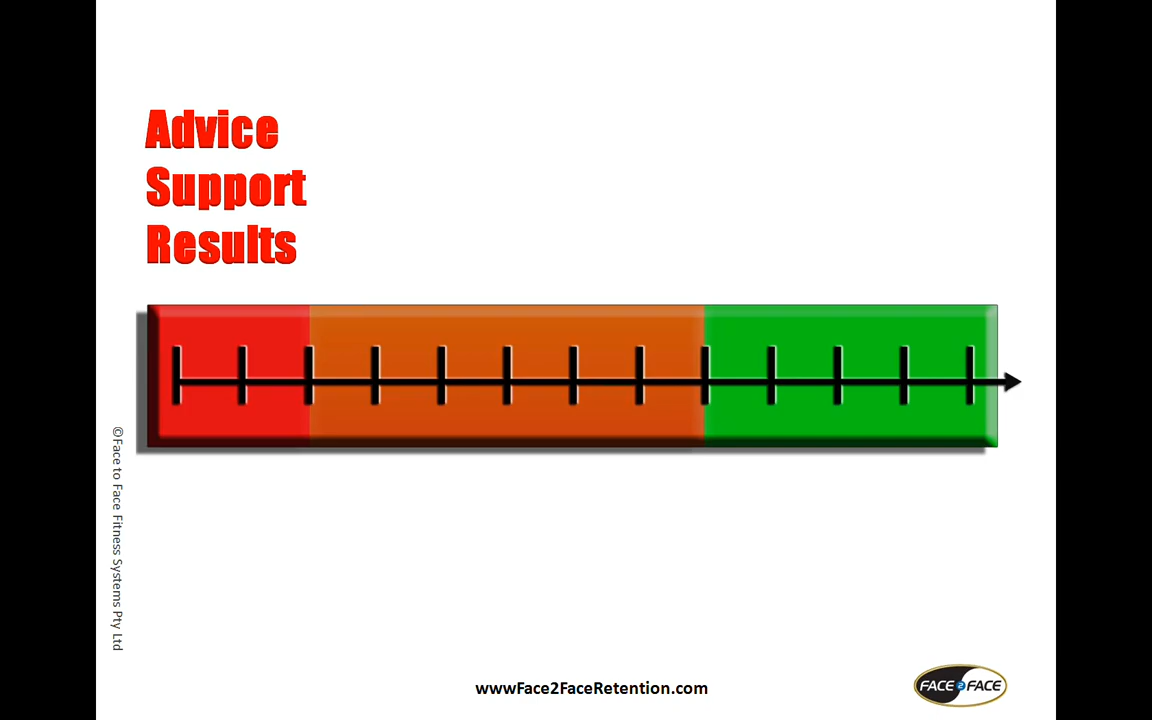 Advice
Support
Results
©Face to Face Fitness Systems Pty Ltd
wwwFace2FaceRetention.com
FACE 2 FACE